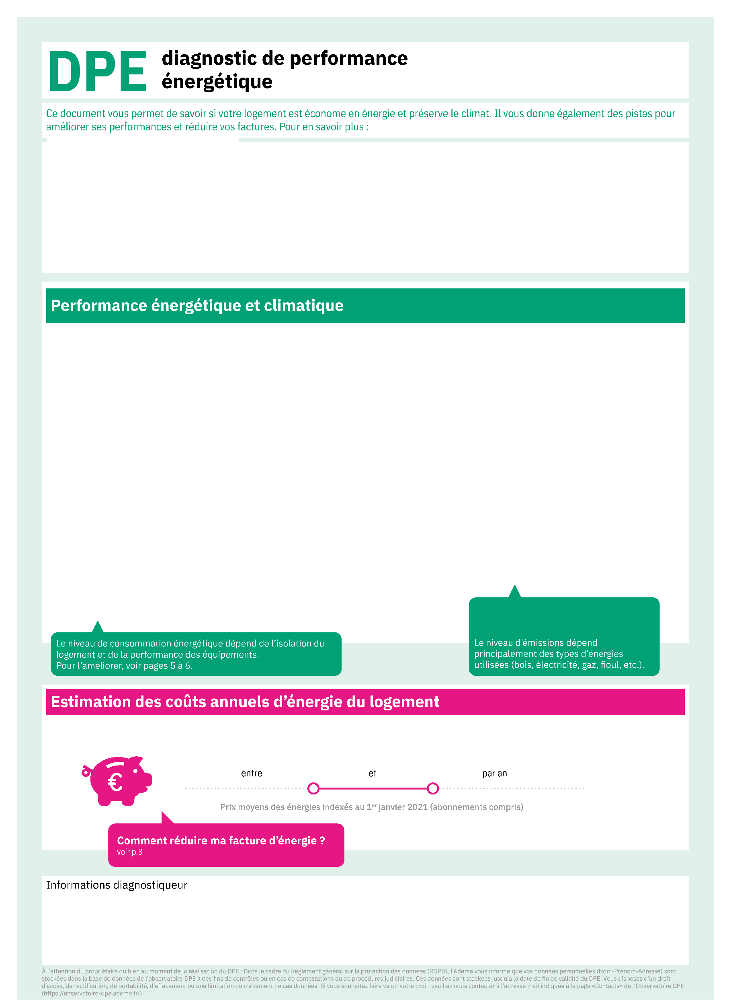 DPE
diagnostic de performance
énergétique
Ce document vous permet de savoir si votre logement est économe en énergie et préserve le climat. Il vous donne également des pistes pour
améliorer ses performances et réduire vos factures. Pour en savoir plus :
Performance énergétique et climatique
Le niveau de consommation énergétique dépend de l’isolation du
logement et de la performance des équipements.
Pour l’améliorer, voir pages 5 à 6.
Le niveau d’émissions dépend
principalement des types d’énergies
utilisées (bois, électricité, gaz, fioul, etc.).
Estimation des coûts annuels d’énergie du logement
€
entre et par an
Prix moyens des énergies indexés au 1er janvier 2021 (abonnements compris)
Comment réduire ma facture d’énergie ?
voir p.3
Informations diagnostiqueur
À l’attention du propriétaire du bien au moment de la réalisation du DPE : Dans le cadre du Règlement général sur la protection des données (RGPD), l’Ademe vous informe que vos données personnelles (Nom-Prénom-Adresse) sont
stockées dans la base de données de l’observatoire DPE à des fins de contrôles ou en cas de contestations ou de procédures judiciaires. Ces données sont stockées jusqu’à la date de fin de validité du DPE. Vous disposez d’un droit
d’accès, de rectification, de portabilité, d’effacement ou une limitation du traitement de ces données. Si vous souhaitez faire valoir votre droit, veuillez nous contacter à l’adresse mail indiquée à la page «Contacts» de l’Observatoire DPE
(https://observatoire-dpe.ademe.fr/).